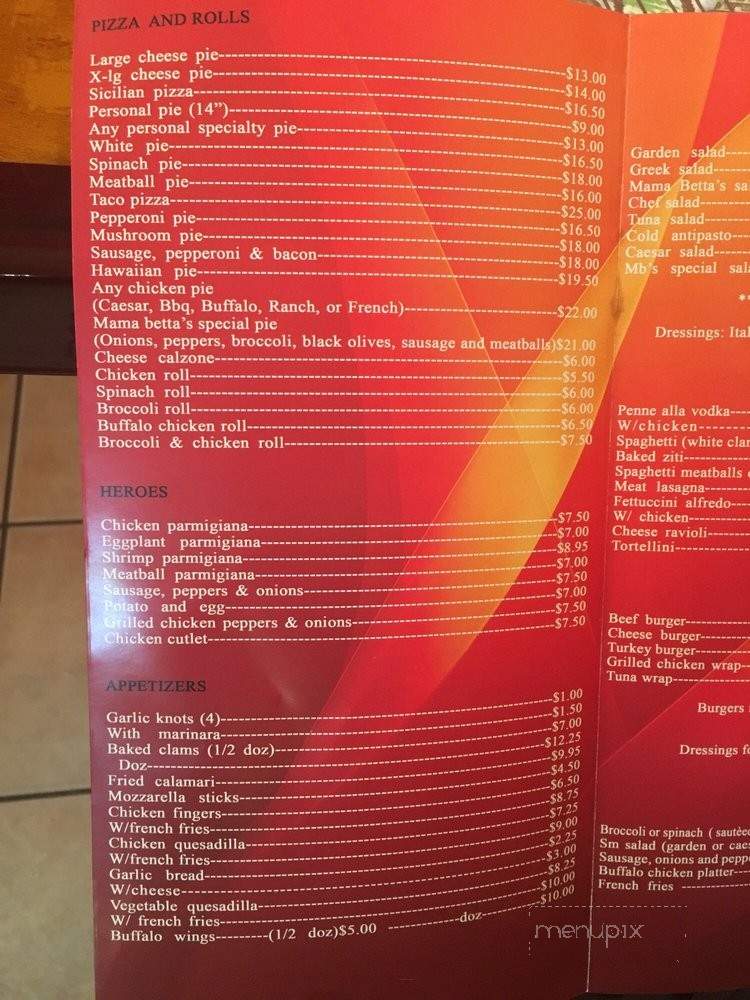 PIZZA AND ROLLS
Large cheese pie--------$13.00
X-lg cheese pie--------$14.00
Sicilian pizza--------$16.50
Personal pie (14")--------$9.00
Any personal specialty pie--------$13.00
White pie--------$16.50
Spinach pie--------$18.00
Meatball pie--------$16.00
Taco pizza--------$25.00
Pepperoni pie--------$16.50
Mushroom pie--------$18.00
Sausage, pepperoni & bacon--------$18.00
Hawaiian pie--------$19.50
Any chicken pie
(Caesar, Bbq, Buffalo, Ranch, or French)--------$22.00
Mama betta's special pie
(Onions, peppers, broccoli, black olives, sausage and meatballs)$21.00
Cheese calzone--------$6.00
Chicken roll--------$5.50
Spinach roll--------$6.00
Broccoli roll--------$6.00
Buffalo chicken roll--------$6.50
Broccoli & chicken roll--------$7.50
HEROES
Chicken parmigiana--------$7.50
Eggplant parmigiana--------$7.00
Shrimp parmigiana--------$8.95
Meatball parmigiana--------$7.00
Sausage, peppers & onions--------$7.50
Potato and egg--------$7.00
Grilled chicken peppers & onions--------$7.50
Chicken cutlet--------$7.50
APPETIZERS
Garlic knots (4)--------$1.00
With marinara--------$1.50
Baked clams (1/2 doz)--------$7.00
Doz--------$12.25
Fried calamari--------$9.95
Mozzarella sticks--------$4.50
Chicken fingers--------$6.50
W/french fries--------$8.75
Chicken quesadilla--------$7.25
W/french fries--------$9.00
Garlic bread--------$2.25
W/cheese--------$3.00
Vegetable quesadilla--------$8.25
W/ french fries--------$10.00
Buffalo wings--------(1/2 doz)$5.00 --------doz--------$10.00
Garden salad----
Greek salad----
Mama Betta's sa
Chef salad----
Tuna salad----
Cold antipasto----
Caesar salad----
Mb's special sal
**
Dressings: Ital
Penne alla vodka----
W/chicken----
Spaghetti (white clam
Baked ziti----
Spaghetti meatballs
Meat lasagna----
Fettuccini alfredo----
W/ chicken----
Cheese ravioli----
Tortellini----
Beef burger----
Cheese burger----
Turkey burger----
Grilled chicken wrap--
Tuna wrap----
Burgers
Dressings fo
Broccoli or spinach ( sautéed
Sm salad (garden or caes
Sausage, onions and pepp
Buffalo chicken platter----
French fries ----
menupix